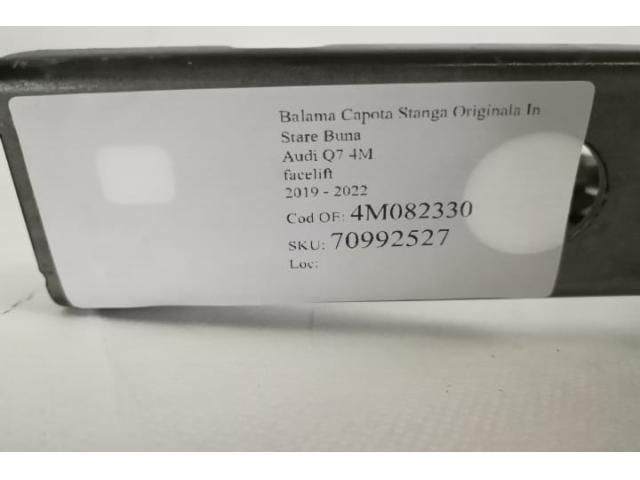 Balama Capota Stanga Originala In
Stare Buna
Audi Q7 4M
facelift
2019 - 2022
Cod OE: 4M082330
SKU: 70992527
Loc: